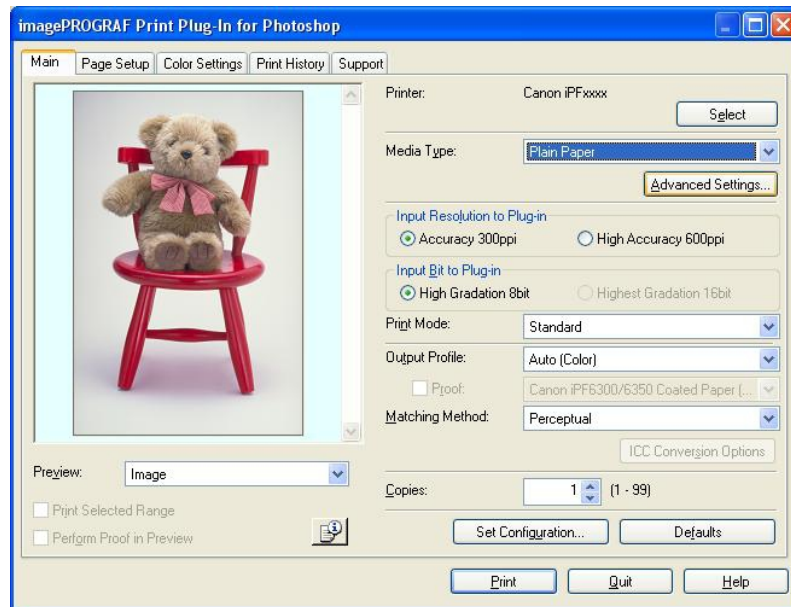 imagePROGRAF Print Plug-In for Photoshop
Main Page Setup Color Settings Print History Support
Printer: Canon iPFxxxx
Select
Media Type: Plain Paper
Advanced Settings...
Input Resolution to Plug-in
Accuracy 300ppi High Accuracy 600ppi
Input Bit to Plug-in
High Gradation 8bit Highest Gradation 16bit
Print Mode: Standard
Output Profile: Auto (Color)
Proof: Canon iPF6300/6350 Coated Paper (...
Matching Method: Perceptual
ICC Conversion Options
Preview: Image
Copies: 1 (1 - 99)
Print Selected Range
Perform Proof in Preview
Set Configuration... Defaults
Print Quit Help